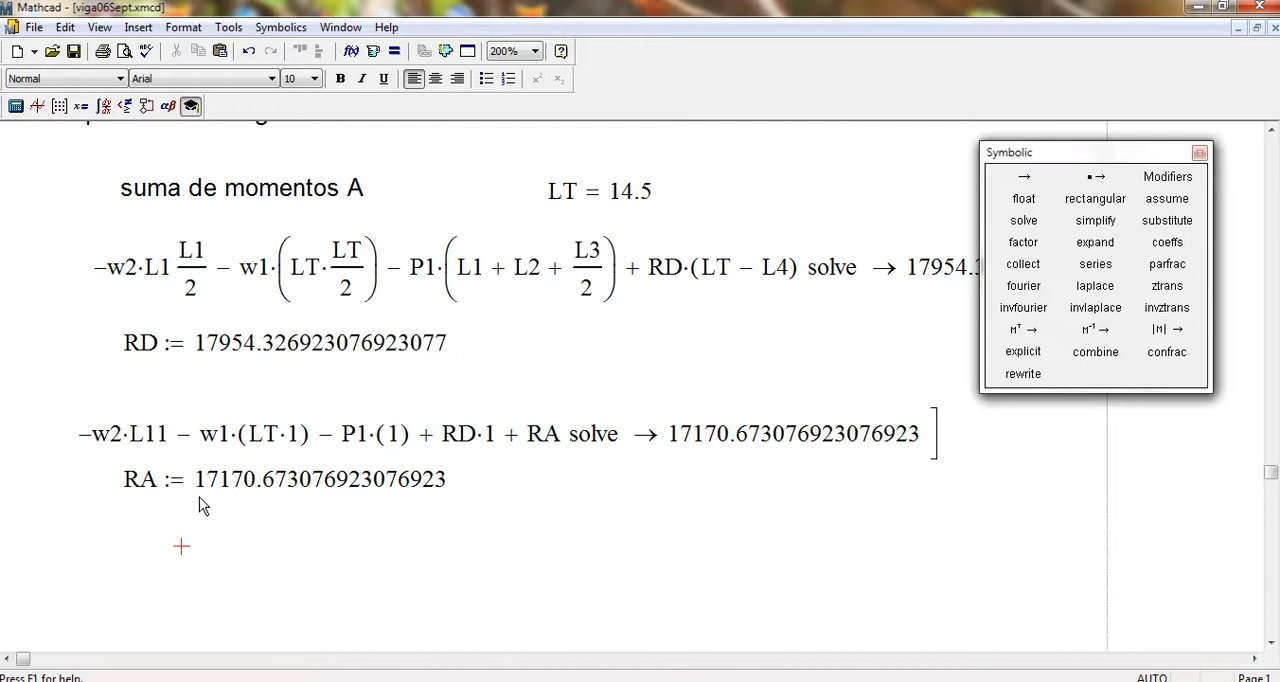 Mathcad - [viga06Sept.xmcd]
File Edit View Insert Format Tools Symbolics Window Help
200%
Normal Arial 10 B I U
Symbolic
→ ▪ → Modifiers
float rectangular assume
solve simplify substitute
factor expand coeffs
collect series parfrac
fourier laplace ztrans
invfourier invlaplace invztrans
Mᵀ → M⁻¹ → |M| →
explicit combine confrac
rewrite
suma de momentos A LT = 14.5
−w2·L1 L1/2 − w1·(LT·LT/2) − P1·(L1 + L2 + L3/2) + RD·(LT − L4) solve → 17954.
RD := 17954.326923076923077
−w2·L11 − w1·(LT·1) − P1·(1) + RD·1 + RA solve → 17170.673076923076923
RA := 17170.673076923076923
Press F1 for help. AUTO Page 1